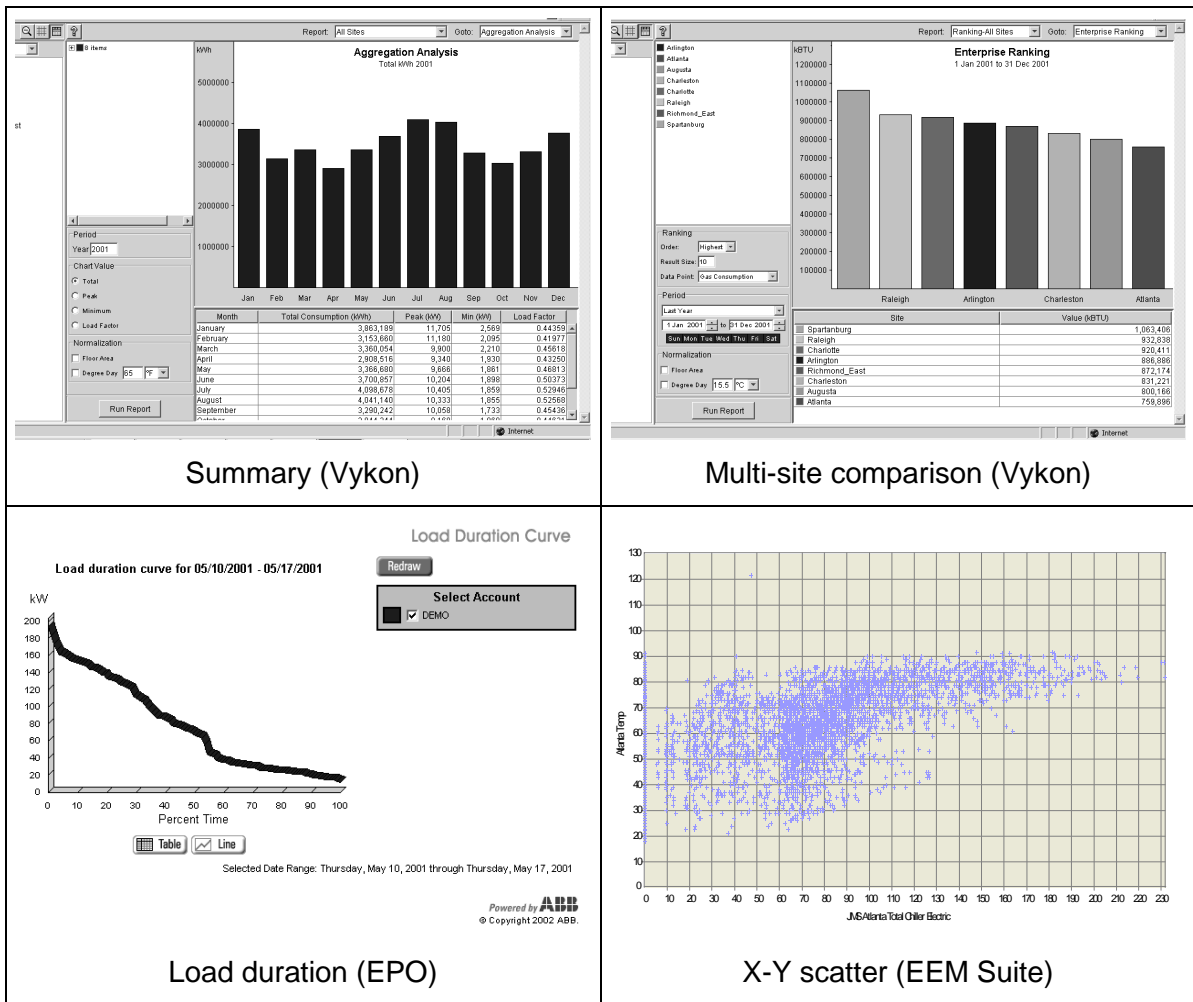 Report: All Sites Goto: Aggregation Analysis
8 items
kWh
Aggregation Analysis
Total kWh 2001
5000000
4000000
3000000
2000000
1000000
Jan Feb Mar Apr May Jun Jul Aug Sep Oct Nov Dec
st
Period
Year 2001
Chart Value
Total
Peak
Minimum
Load Factor
Normalization
Floor Area
Degree Day 65 °F
Run Report
Month Total Consumption (kWh) Peak (kW) Min (kW) Load Factor
January 3,863,189 11,705 2,569 0.44359
February 3,153,660 11,180 2,095 0.41977
March 3,360,054 9,900 2,210 0.45618
April 2,908,516 9,340 1,930 0.43250
May 3,366,680 9,666 1,861 0.46813
June 3,700,857 10,204 1,898 0.50373
July 4,098,678 10,405 1,859 0.52946
August 4,041,140 10,333 1,855 0.52568
September 3,290,242 10,058 1,733 0.45436
Internet
Summary (Vykon)
Report: Ranking-All Sites Goto: Enterprise Ranking
Arlington
Atlanta
Augusta
Charleston
Charlotte
Raleigh
Richmond_East
Spartanburg
kBTU
Enterprise Ranking
1 Jan 2001 to 31 Dec 2001
1200000
1100000
1000000
900000
800000
700000
600000
500000
400000
300000
200000
100000
Raleigh Arlington Charleston Atlanta
Ranking
Order: Highest
Result Size: 10
Data Point: Gas Consumption
Period
Last Year
1 Jan 2001 to 31 Dec 2001
Sun Mon Tue Wed Thu Fri Sat
Normalization
Floor Area
Degree Day 15.5 °C
Run Report
Site Value (kBTU)
Spartanburg 1,063,406
Raleigh 932,838
Charlotte 920,411
Arlington 886,886
Richmond_East 872,174
Charleston 831,221
Augusta 800,166
Atlanta 759,896
Internet
Multi-site comparison (Vykon)
Load Duration Curve
Load duration curve for 05/10/2001 - 05/17/2001
Redraw
Select Account
DEMO
kW
200
180
160
140
120
100
80
60
40
20
0
0 10 20 30 40 50 60 70 80 90 100
Percent Time
Table Line
Selected Date Range: Thursday, May 10, 2001 through Thursday, May 17, 2001
Powered by ABB
© Copyright 2002 ABB.
Load duration (EPO)
130
120
110
100
90
80
70
60
50
40
30
20
10
0
Atlanta Temp
0 10 20 30 40 50 60 70 80 90 100 110 120 130 140 150 160 170 180 190 200 210 220 230
JMS Atlanta Total Chiller Electric
X-Y scatter (EEM Suite)